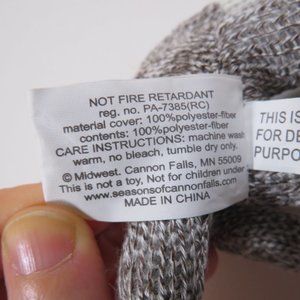 NOT FIRE RETARDANT
reg. no. PA-7385(RC)
material cover: 100%polyester-fiber
contents: 100%polyester-fiber
CARE INSTRUCTIONS: machine wash
warm, no bleach, tumble dry only.
© Midwest. Cannon Falls, MN 55009
This is not a toy, Not for children
under 3.
www.seasonsofcannonfalls.com
MADE IN CHINA
THIS IS
FOR DE
PURPO